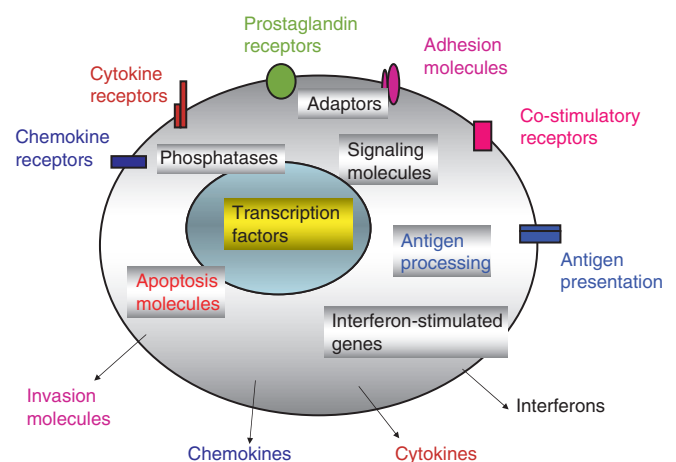 Prostaglandin
receptors
Adhesion
molecules
Cytokine
receptors
Adaptors
Co-stimulatory
receptors
Chemokine
receptors
Phosphatases
Signaling
molecules
Transcription
factors
Antigen
processing
Antigen
presentation
Apoptosis
molecules
Interferon-stimulated
genes
Invasion
molecules
Interferons
Chemokines
Cytokines